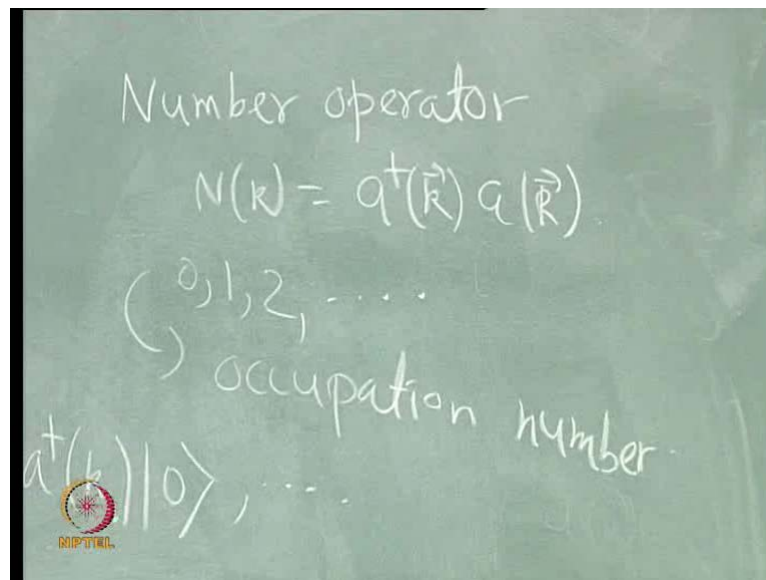 Number operator
N(k) = a†(k⃗) a(k⃗)
0, 1, 2, ....
occupation number
a†(k)|0⟩, ....
NPTEL